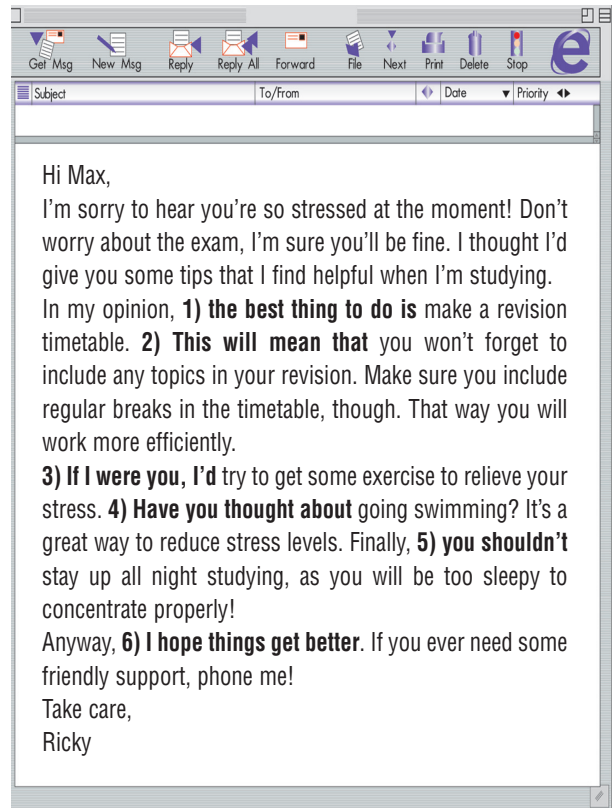 Get Msg New Msg Reply Reply All Forward File Next Print Delete Stop
Subject To/From Date Priority
Hi Max,
I'm sorry to hear you're so stressed at the moment! Don't
worry about the exam, I'm sure you'll be fine. I thought I'd
give you some tips that I find helpful when I'm studying.
In my opinion, 1) the best thing to do is make a revision
timetable. 2) This will mean that you won't forget to
include any topics in your revision. Make sure you include
regular breaks in the timetable, though. That way you will
work more efficiently.
3) If I were you, I'd try to get some exercise to relieve your
stress. 4) Have you thought about going swimming? It's a
great way to reduce stress levels. Finally, 5) you shouldn't
stay up all night studying, as you will be too sleepy to
concentrate properly!
Anyway, 6) I hope things get better. If you ever need some
friendly support, phone me!
Take care,
Ricky